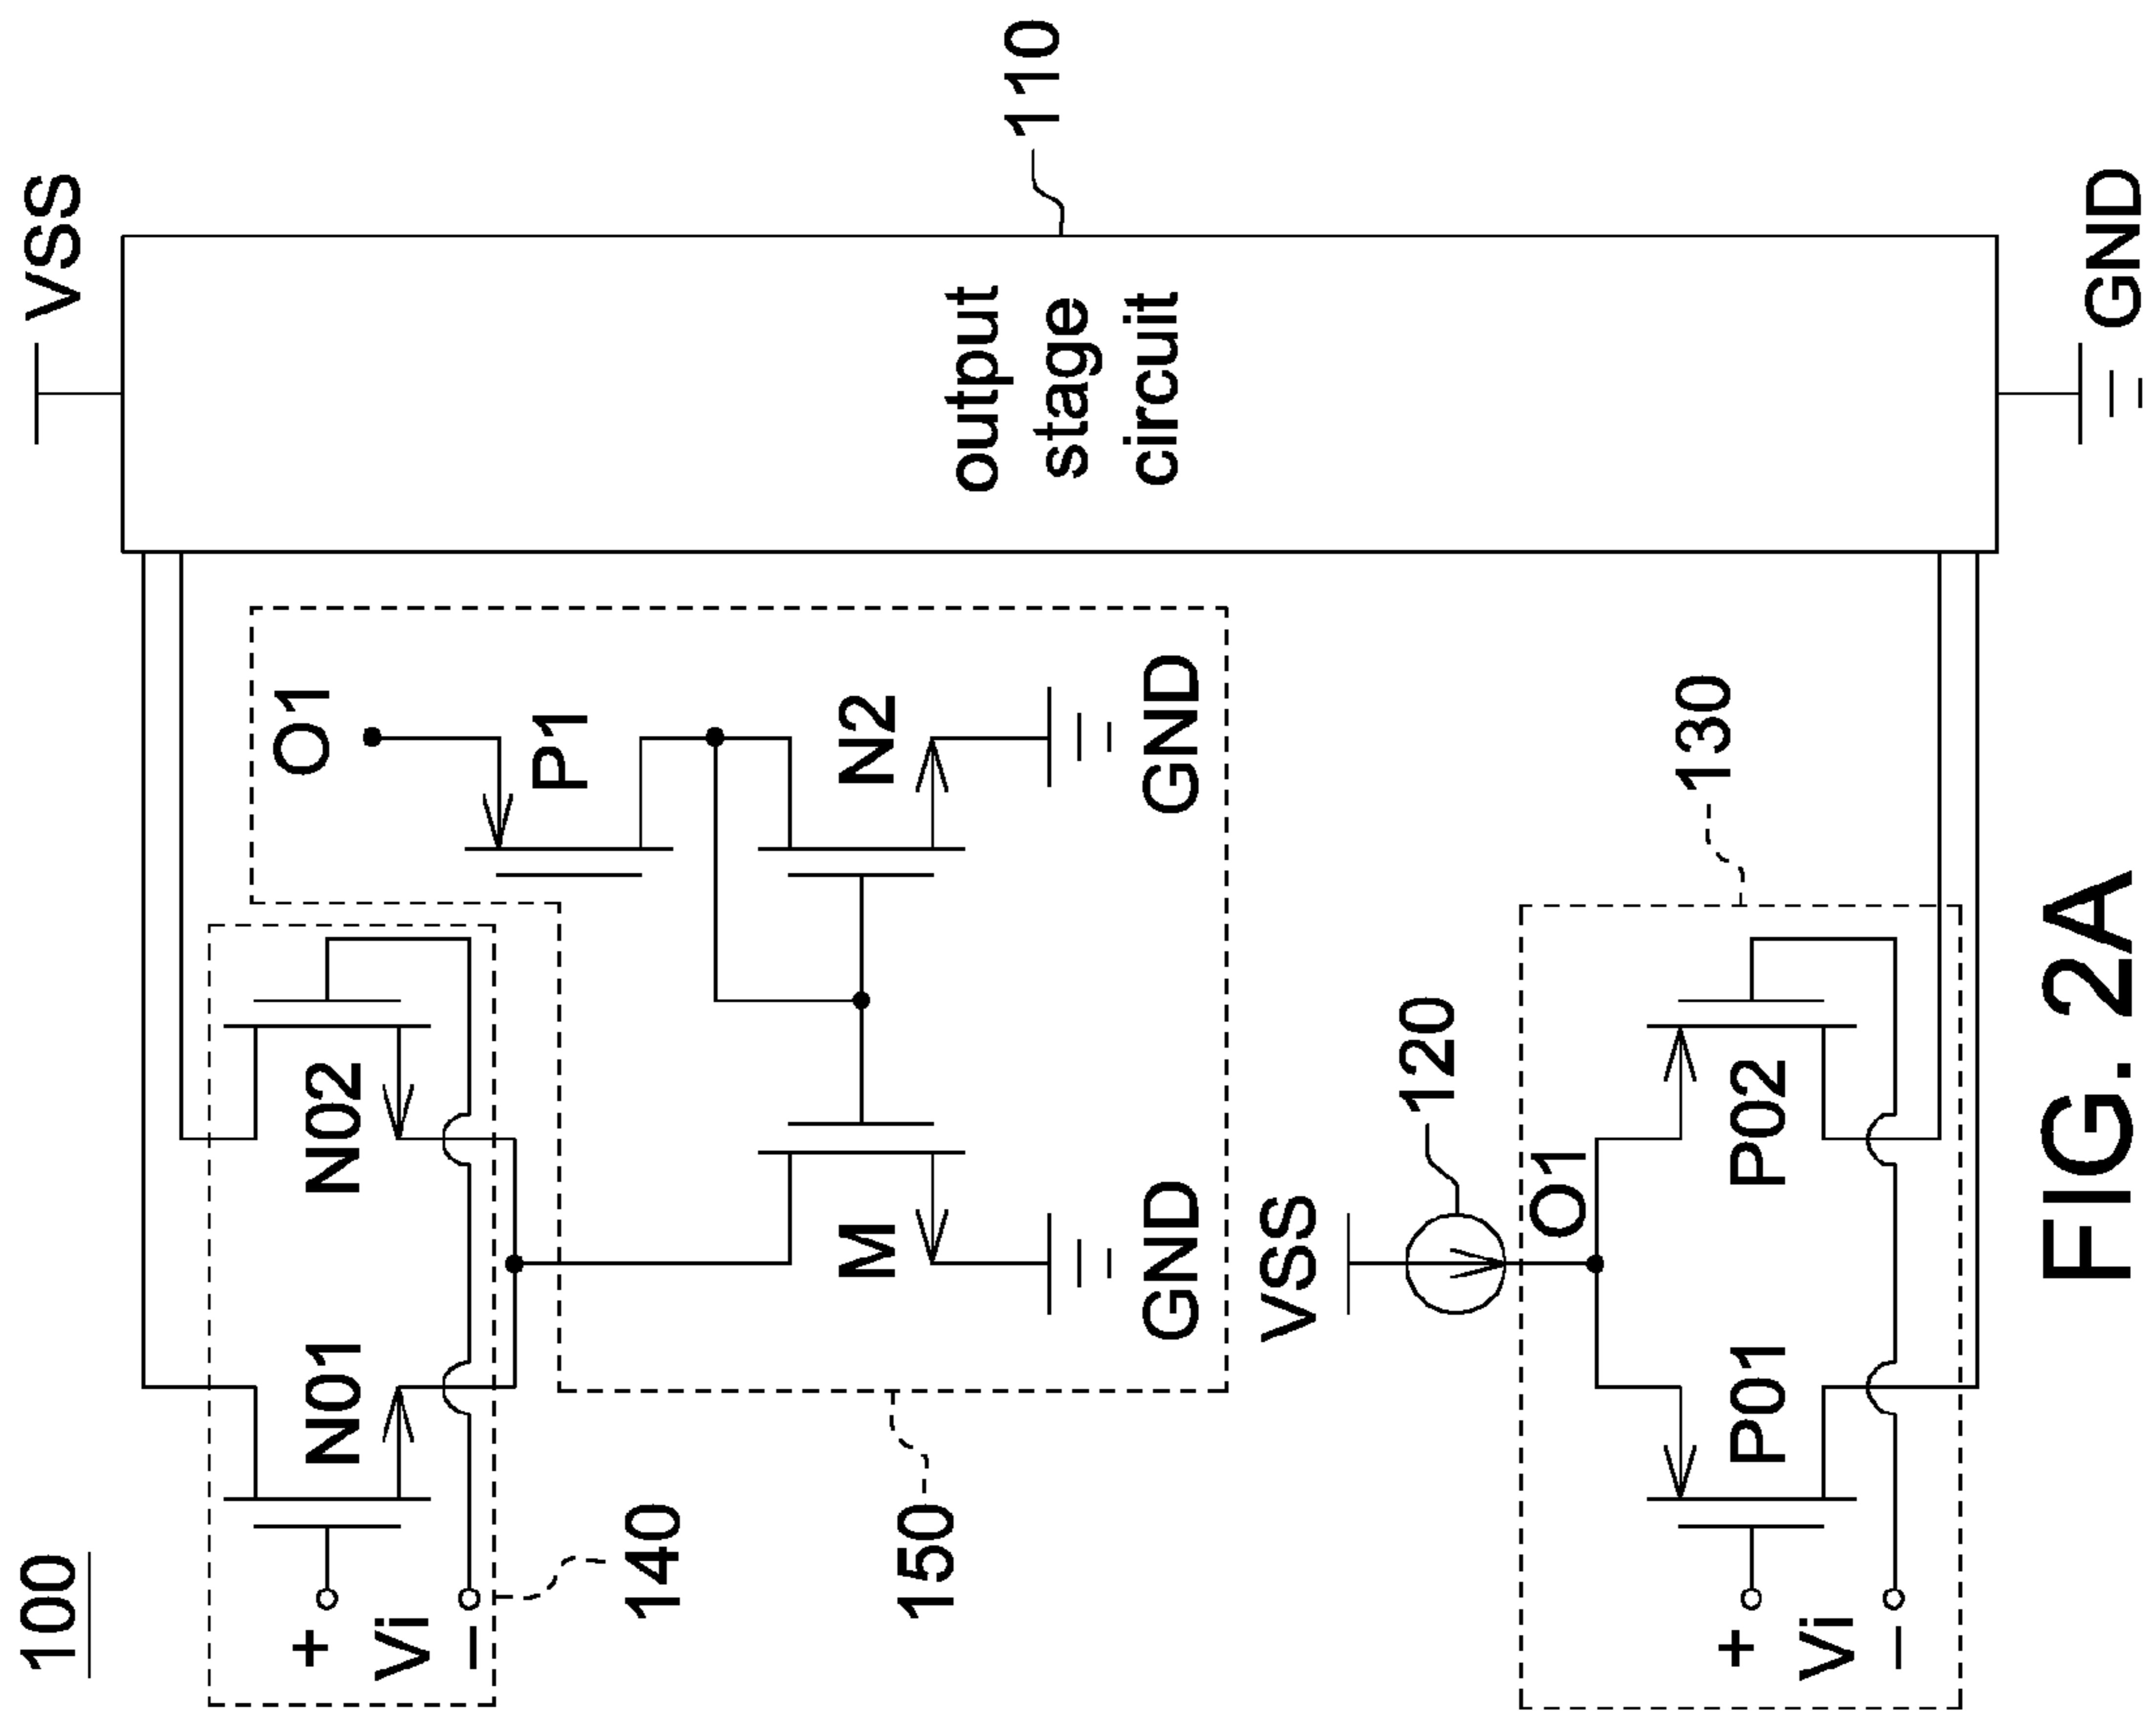 100
VSS
110
output
stage
circuit
GND
+
Vi
−
N01
N02
140
O1
P1
N2
M
GND
GND
150
VSS
120
O1
130
+
Vi
−
P01
P02
FIG. 2A